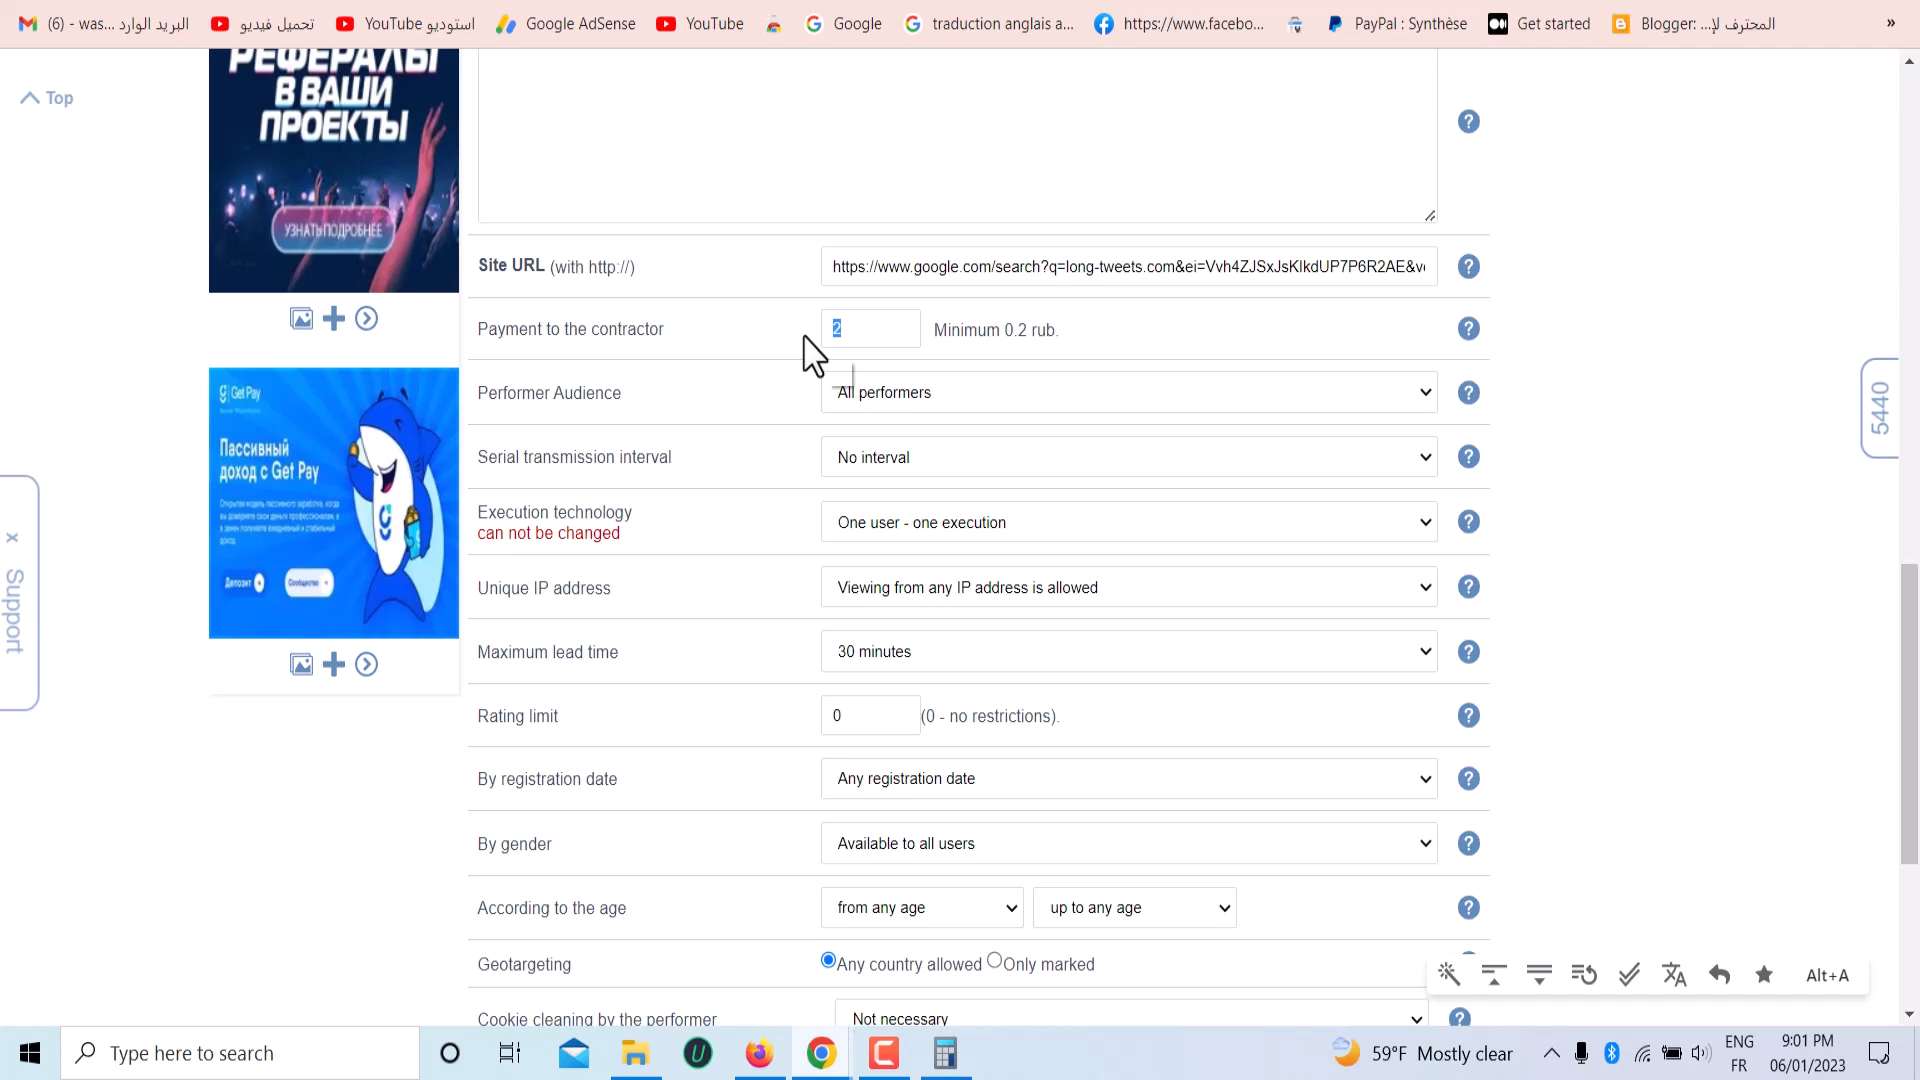 (6) - was... البريد الوارد
تحميل فيديو
YouTube استوديو
Google AdSense
YouTube
Google
traduction anglais a...
https://www.facebo...
PayPal : Synthèse
Get started
Blogger: ...المحترف لإ
»
Top
РЕФЕРАЛЫ
В ВАШИ
ПРОЕКТЫ
УЗНАТЬ ПОДРОБНЕЕ
Site URL (with http://)
https://www.google.com/search?q=long-tweets.com&ei=Vvh4ZJSxJsKlkdUP7P6R2AE&v
Payment to the contractor
2
Minimum 0.2 rub.
Get Pay
Пассивный
доход с Get Pay
Депозит
Сообщество
Performer Audience
All performers
Serial transmission interval
No interval
Execution technology
can not be changed
One user - one execution
Unique IP address
Viewing from any IP address is allowed
Maximum lead time
30 minutes
Rating limit
0
(0 - no restrictions).
By registration date
Any registration date
By gender
Available to all users
According to the age
from any age
up to any age
Geotargeting
Any country allowed
Only marked
Cookie cleaning by the performer
Not necessary
x Support
5440
Alt+A
Type here to search
59°F Mostly clear
ENG
FR
9:01 PM
06/01/2023